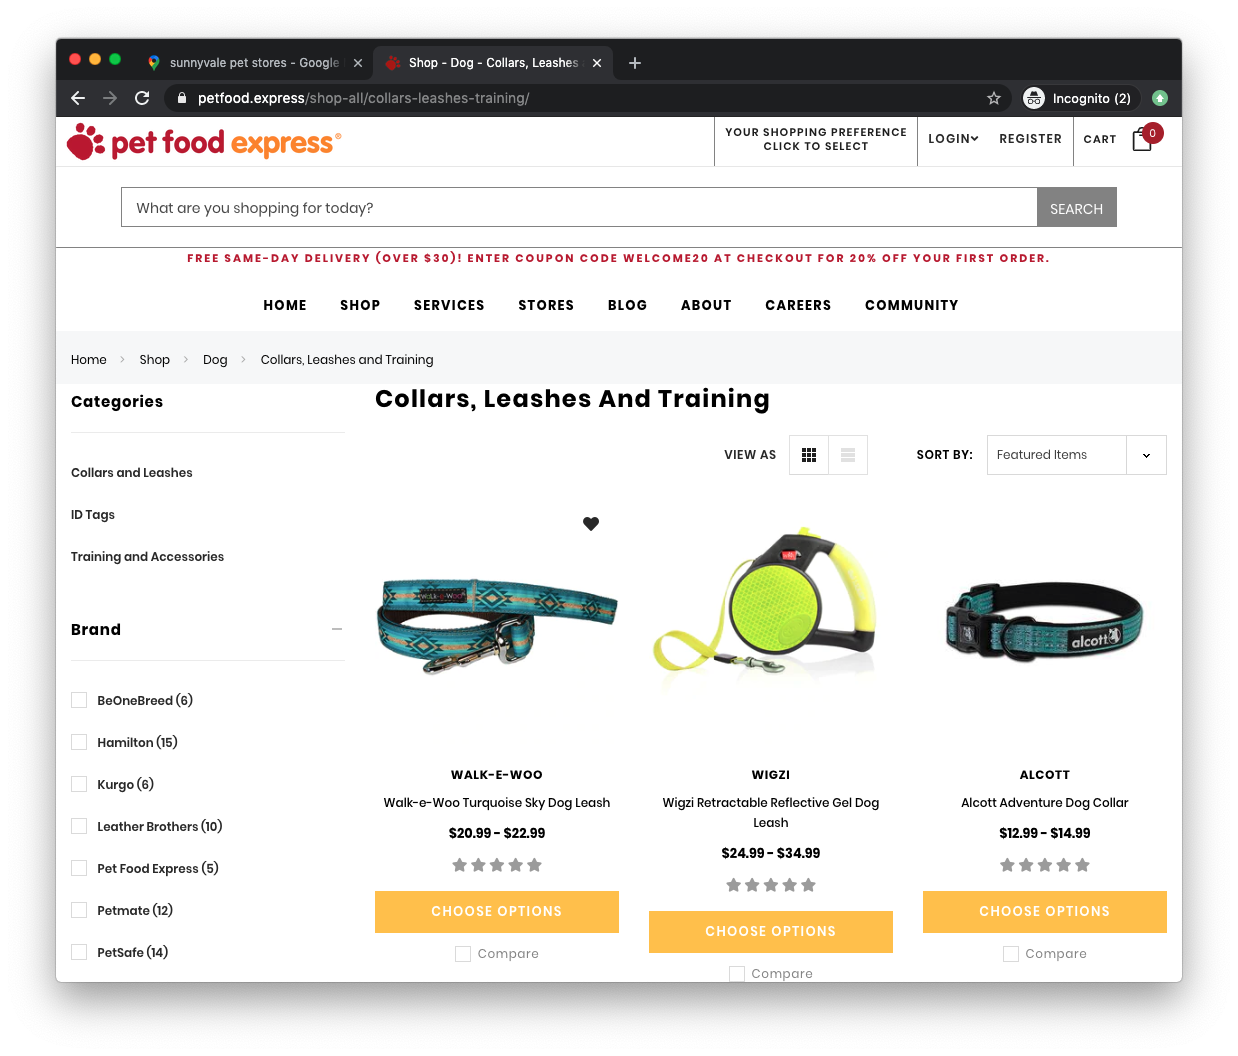 sunnyvale pet stores - Google
Shop - Dog - Collars, Leashes
petfood.express/shop-all/collars-leashes-training/
Incognito (2)
pet food express®
YOUR SHOPPING PREFERENCE
CLICK TO SELECT
LOGIN
REGISTER
CART
0
What are you shopping for today?
SEARCH
FREE SAME-DAY DELIVERY (OVER $30)! ENTER COUPON CODE WELCOME20 AT CHECKOUT FOR 20% OFF YOUR FIRST ORDER.
HOME SHOP SERVICES STORES BLOG ABOUT CAREERS COMMUNITY
Home > Shop > Dog > Collars, Leashes and Training
Categories
Collars and Leashes
ID Tags
Training and Accessories
Brand
BeOneBreed (6)
Hamilton (15)
Kurgo (6)
Leather Brothers (10)
Pet Food Express (5)
Petmate (12)
PetSafe (14)
Collars, Leashes And Training
VIEW AS
SORT BY:
Featured Items
WaLK-e-Woo
WALK-E-WOO
Walk-e-Woo Turquoise Sky Dog Leash
$20.99 - $22.99
CHOOSE OPTIONS
Compare
WIGZI
Wigzi Retractable Reflective Gel Dog
Leash
$24.99 - $34.99
CHOOSE OPTIONS
Compare
alcott
ALCOTT
Alcott Adventure Dog Collar
$12.99 - $14.99
CHOOSE OPTIONS
Compare